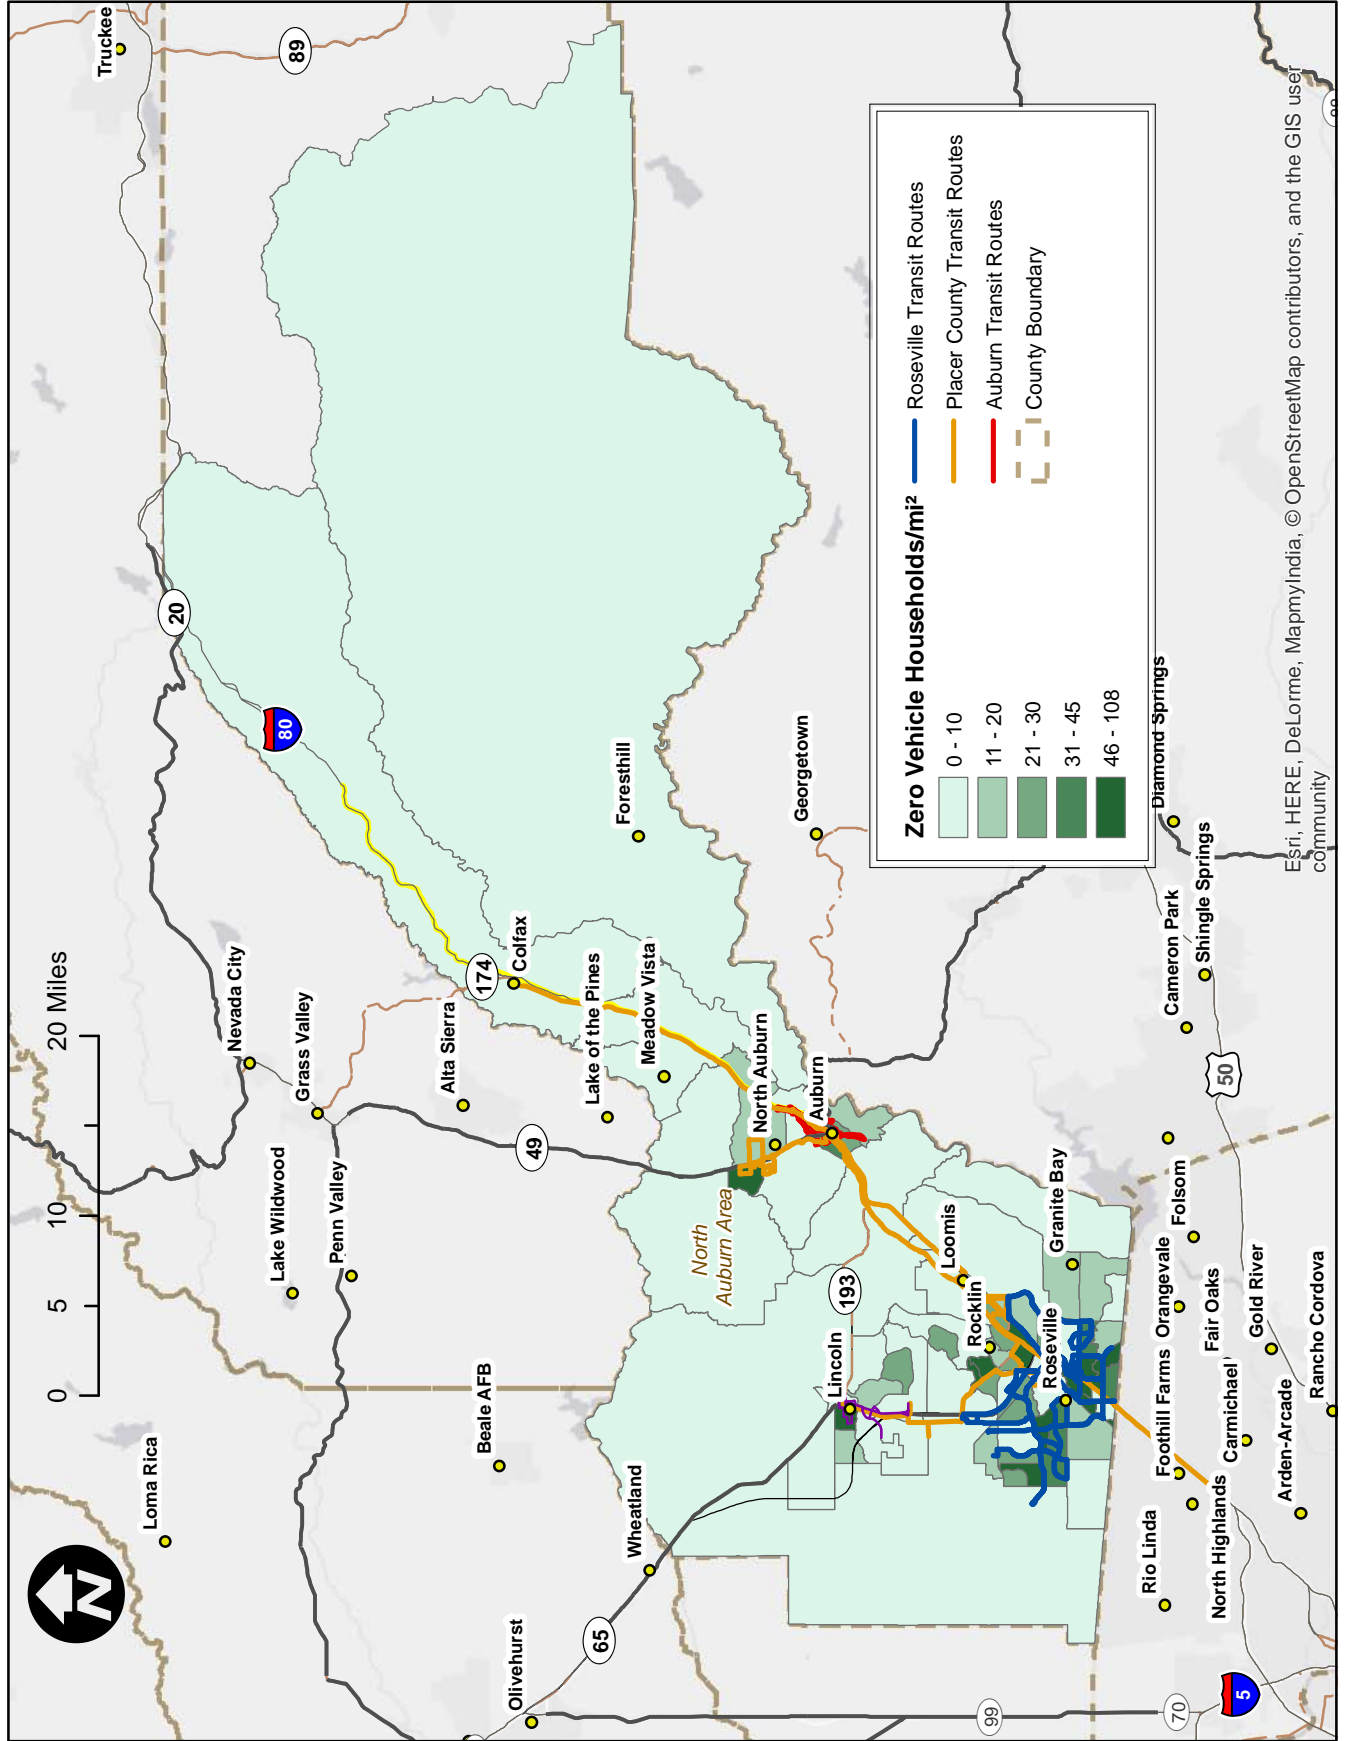 Truckee
89
20
80
Nevada City
Grass Valley
174
Colfax
Foresthill
Georgetown
Alta Sierra
Lake of the Pines
Meadow Vista
49
Lake Wildwood
Penn Valley
North Auburn
Auburn
North
Auburn Area
Loma Rica
Beale AFB
Wheatland
Olivehurst
65
193
Lincoln
Loomis
Rocklin
Roseville
Granite Bay
Folsom
Orangevale
Fair Oaks
Gold River
Rancho Cordova
Foothill Farms
Carmichael
Arden-Arcade
North Highlands
Rio Linda
99
70
5
50
Cameron Park
Shingle Springs
Diamond Springs
0 5 10 20 Miles
N
Zero Vehicle Households/mi²
0 - 10
11 - 20
21 - 30
31 - 45
46 - 108
Roseville Transit Routes
Placer County Transit Routes
Auburn Transit Routes
County Boundary
Esri, HERE, DeLorme, MapmyIndia, © OpenStreetMap contributors, and the GIS user
community